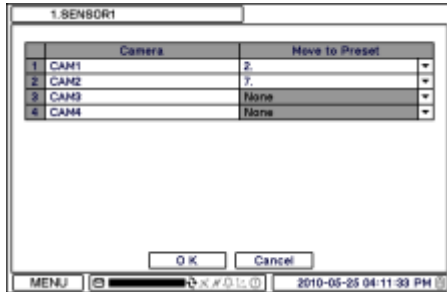 1.SENSOR1
Camera Move to Preset
1 CAM1 2.
2 CAM2 7.
3 CAM3 None
4 CAM4 None
OK Cancel
MENU 2010-05-25 04:11:33 PM